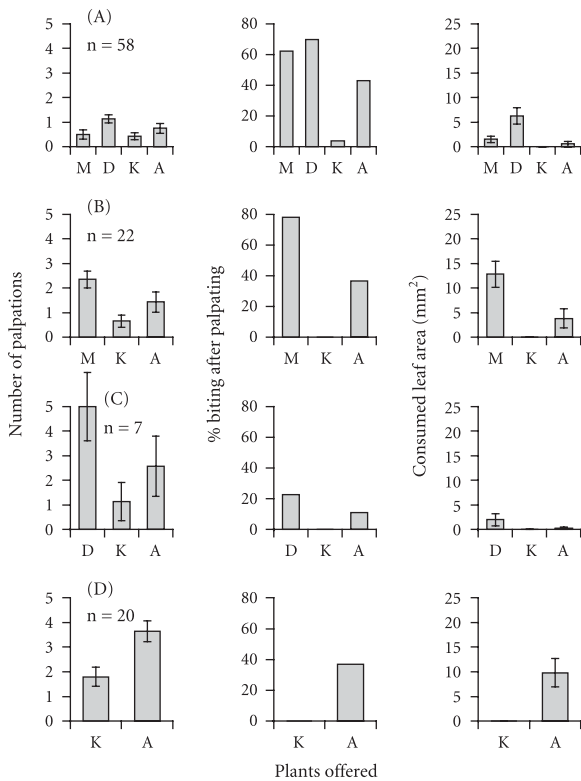 (A)
n = 58
5
4
3
2
1
0
M D K A
80
60
40
20
0
M D K A
25
20
15
10
5
0
M D K A
(B)
n = 22
5
4
3
2
1
0
M K A
80
60
40
20
0
M K A
25
20
15
10
5
0
M K A
(C)
n = 7
5
4
3
2
1
0
D K A
80
60
40
20
0
D K A
25
20
15
10
5
0
D K A
(D)
n = 20
5
4
3
2
1
0
K A
80
60
40
20
0
K A
25
20
15
10
5
0
K A
Number of palpations
% biting after palpating
Consumed leaf area (mm²)
Plants offered